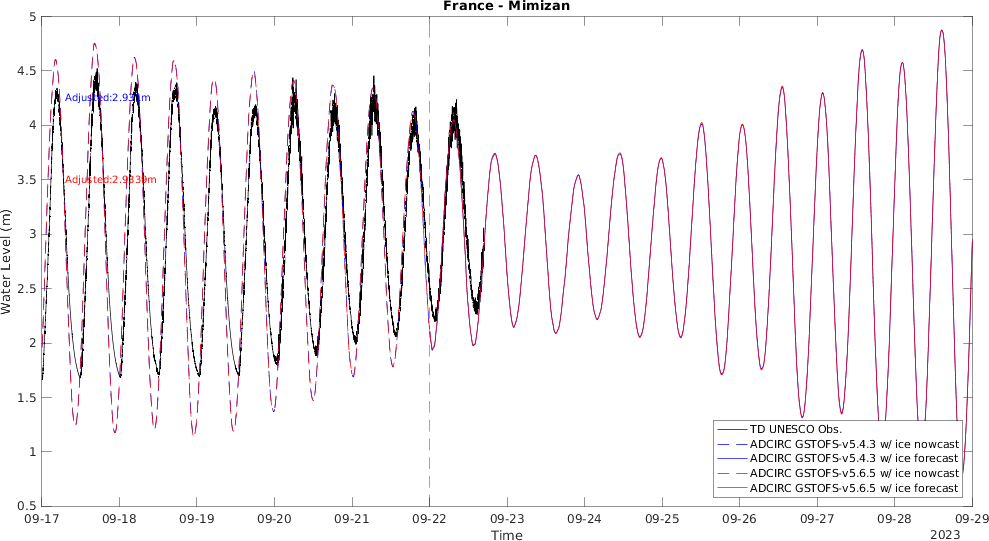 France - Mimizan
5
4.5
4
3.5
3
2.5
2
1.5
1
0.5
Water Level (m)
Adjusted:2.931m
Adjusted:2.9339m
TD UNESCO Obs.
ADCIRC GSTOFS-v5.4.3 w/ ice nowcast
ADCIRC GSTOFS-v5.4.3 w/ ice forecast
ADCIRC GSTOFS-v5.6.5 w/ ice nowcast
ADCIRC GSTOFS-v5.6.5 w/ ice forecast
09-17 09-18 09-19 09-20 09-21 09-22 09-23 09-24 09-25 09-26 09-27 09-28 09-29
Time
2023